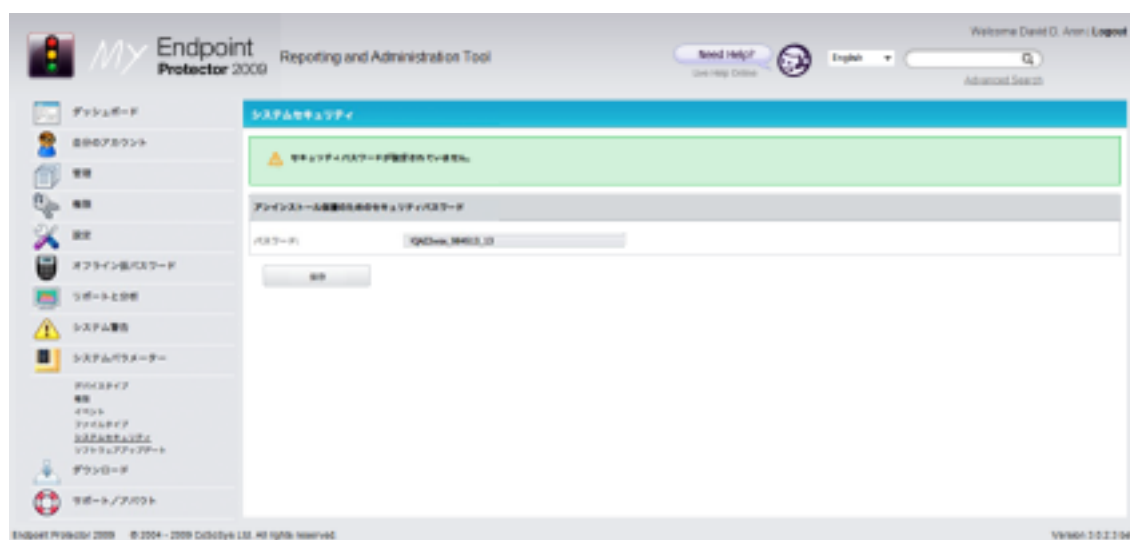 My Endpoint
Protector 2009
Reporting and Administration Tool
Need Help?
Live Help Online
English
Welcome David D. | Logout
Advanced Search
ダッシュボード
自分のアカウント
管理
権限
設定
オフライン仮パスワード
リポートと分析
システム警告
システムパラメーター
デバイスタイプ
権限
イベント
ファイルタイプ
システムセキュリティ
ソフトウェアアップデート
ダウンロード
サポート/アバウト
システムセキュリティ
セキュリティパスワードが設定されていません。
アンインストール保護のためのセキュリティパスワード
パスワード:
保存
Endpoint Protector 2009 © 2004 - 2009 CoSoSys Ltd. All rights reserved.
Version 3.0.2.3